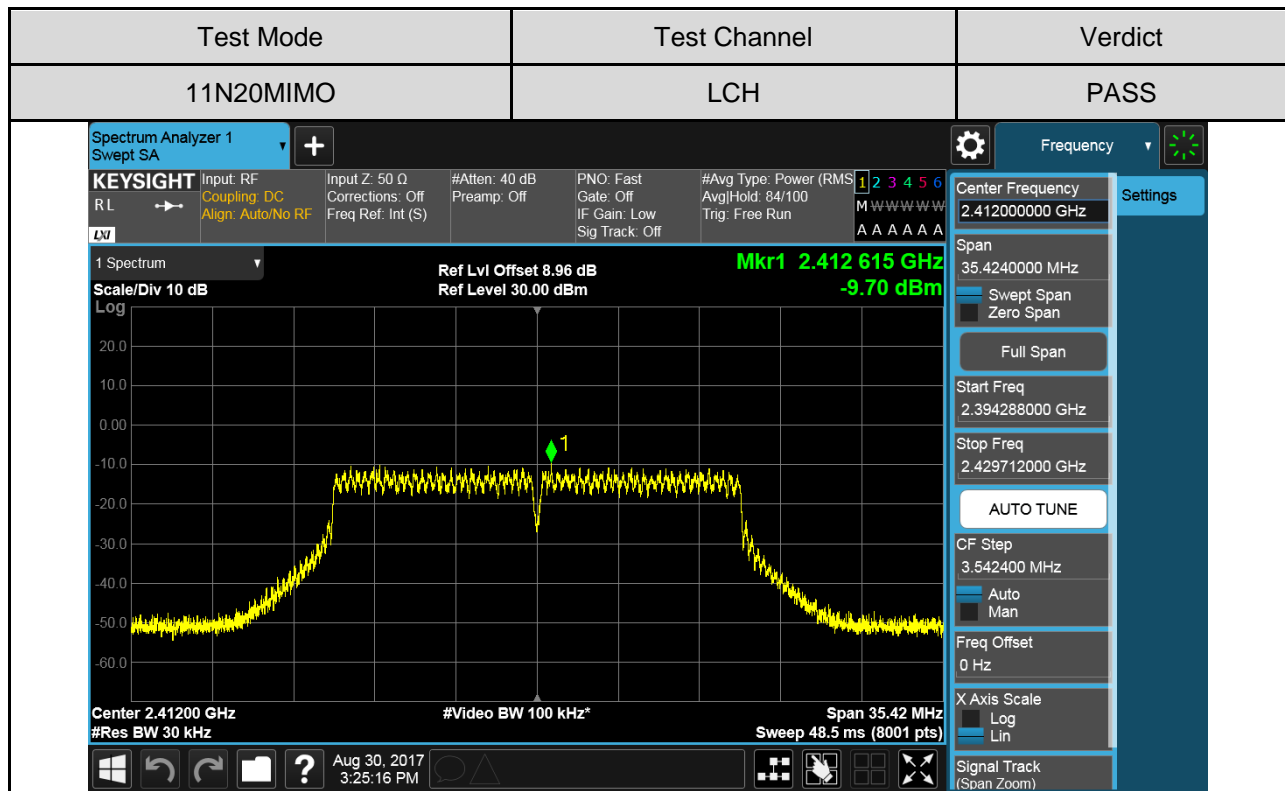 Test Mode Test Channel Verdict
11N20MIMO LCH PASS
Spectrum Analyzer 1
Swept SA
+
Frequency
KEYSIGHT
R L
LXI
Input: RF
Coupling: DC
Align: Auto/No RF
Input Z: 50 Ω
Corrections: Off
Freq Ref: Int (S)
#Atten: 40 dB
Preamp: Off
PNO: Fast
Gate: Off
IF Gain: Low
Sig Track: Off
#Avg Type: Power (RMS
Avg|Hold: 84/100
Trig: Free Run
1 2 3 4 5 6
M W W W W W
A A A A A A
1 Spectrum
Scale/Div 10 dB
Ref Lvl Offset 8.96 dB
Ref Level 30.00 dBm
Mkr1 2.412 615 GHz
-9.70 dBm
Log
20.0
10.0
0.00
-10.0
-20.0
-30.0
-40.0
-50.0
-60.0
1
Center 2.41200 GHz
#Res BW 30 kHz
#Video BW 100 kHz*
Span 35.42 MHz
Sweep 48.5 ms (8001 pts)
?
Aug 30, 2017
3:25:16 PM
Center Frequency
2.412000000 GHz
Settings
Span
35.4240000 MHz
Swept Span
Zero Span
Full Span
Start Freq
2.394288000 GHz
Stop Freq
2.429712000 GHz
AUTO TUNE
CF Step
3.542400 MHz
Auto
Man
Freq Offset
0 Hz
X Axis Scale
Log
Lin
Signal Track
(Span Zoom)